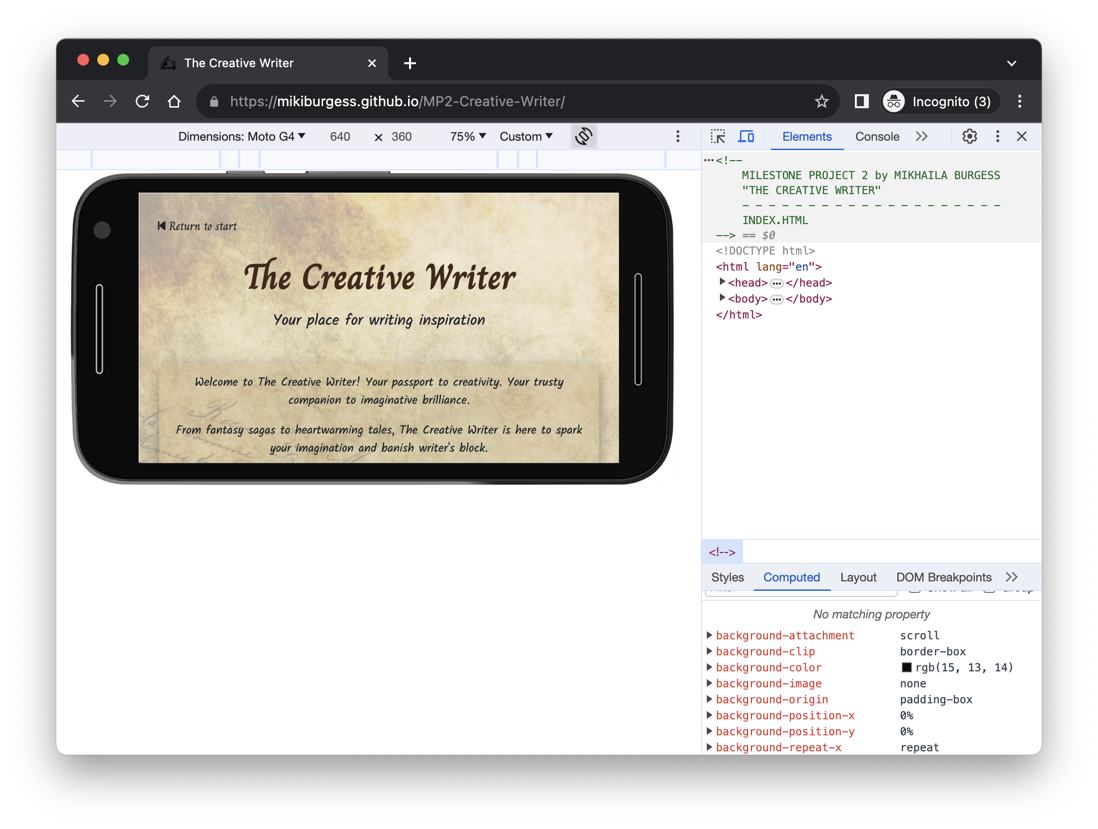 The Creative Writer
https://mikiburgess.github.io/MP2-Creative-Writer/
Incognito (3)
Dimensions: Moto G4 640 × 360 75% Custom
Elements Console
Return to start
The Creative Writer
Your place for writing inspiration
Welcome to The Creative Writer! Your passport to creativity. Your trusty
companion to imaginative brilliance.
From fantasy sagas to heartwarming tales, The Creative Writer is here to spark
your imagination and banish writer's block.
<!--
MILESTONE PROJECT 2 by MIKHAILA BURGESS
"THE CREATIVE WRITER"
- - - - - - - - - - - - - - - - - - - -
INDEX.HTML
--> == $0
<!DOCTYPE html>
<html lang="en">
<head> … </head>
<body> … </body>
</html>
<!-->
Styles Computed Layout DOM Breakpoints
No matching property
background-attachment scroll
background-clip border-box
background-color rgb(15, 13, 14)
background-image none
background-origin padding-box
background-position-x 0%
background-position-y 0%
background-repeat-x repeat